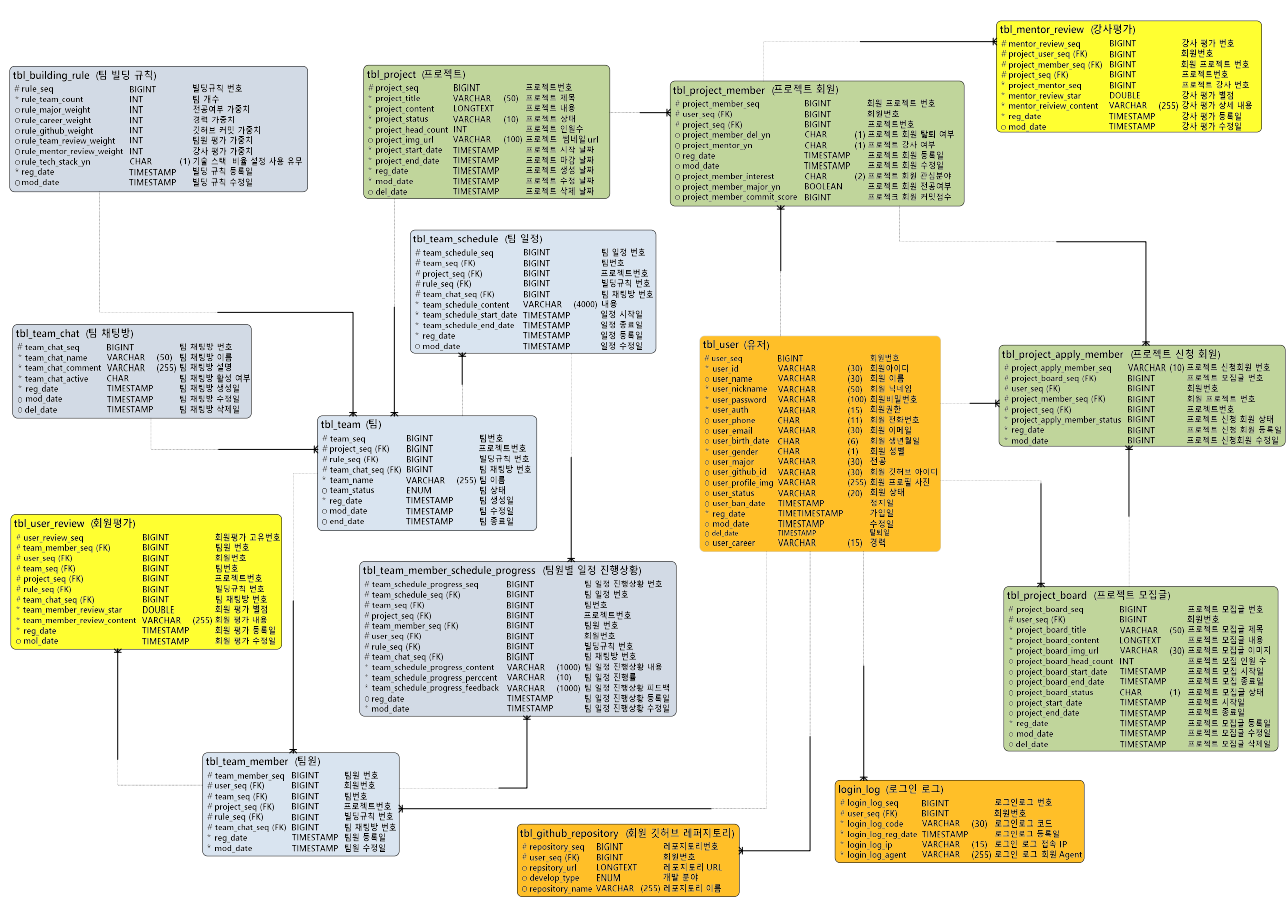 tbl_mentor_review (강사평가)
# mentor_review_seq BIGINT 강사 평가 번호
# project_user_seq (FK) BIGINT 회원번호
# project_member_seq (FK) BIGINT 회원 프로젝트 번호
# project_seq (FK) BIGINT 프로젝트번호
* project_mentor_seq BIGINT 프로젝트 강사 번호
* mentor_review_star DOUBLE 강사 평가 별점
* mentor_reiview_content VARCHAR (255) 강사 평가 상세 내용
* reg_date TIMESTAMP 강사 평가 등록일
o mod_date TIMESTAMP 강사 평가 수정일
tbl_building_rule (팀 빌딩 규칙)
# rule_seq BIGINT 빌딩규칙 번호
* rule_team_count INT 팀 개수
o rule_major_weight INT 전공여부 가중치
o rule_career_weight INT 경력 가중치
o rule_github_weight INT 깃허브 커밋 가중치
o rule_team_review_weight INT 팀원 평가 가중치
o rule_mentor_review_weight INT 강사 평가 가중치
o rule_tech_stack_yn CHAR (1) 기술 스택 비율 설정 사용 유무
* reg_date TIMESTAMP 빌딩 규칙 등록일
o mod_date TIMESTAMP 빌딩 규칙 수정일
tbl_project (프로젝트)
# project_seq BIGINT 프로젝트번호
* project_title VARCHAR (50) 프로젝트 제목
* project_content LONGTEXT 프로젝트 내용
* project_status VARCHAR (10) 프로젝트 상태
* project_head_count INT 프로젝트 인원수
o project_img_url VARCHAR (100) 프로젝트 썸네일url
* project_start_date TIMESTAMP 프로젝트 시작 날짜
* project_end_date TIMESTAMP 프로젝트 마감 날짜
* reg_date TIMESTAMP 프로젝트 생성 날짜
* mod_date TIMESTAMP 프로젝트 수정 날짜
o del_date TIMESTAMP 프로젝트 삭제 날짜
tbl_project_member (프로젝트 회원)
# project_member_seq BIGINT 회원 프로젝트 번호
# user_seq (FK) BIGINT 회원번호
# project_seq (FK) BIGINT 프로젝트번호
o project_member_del_yn CHAR (1) 프로젝트 회원 탈퇴 여부
o project_mentor_yn CHAR (1) 프로젝트 강사 여부
o reg_date TIMESTAMP 프로젝트 회원 등록일
o mod_date TIMESTAMP 프로젝트 회원 수정일
o project_member_interest CHAR (2) 프로젝트 회원 관심분야
o project_member_major_yn BOOLEAN 프로젝트 회원 전공여부
o project_member_commit_score BIGINT 프로젝크 회원 커밋점수
tbl_team_schedule (팀 일정)
# team_schedule_seq BIGINT 팀 일정 번호
# team_seq (FK) BIGINT 팀번호
# project_seq (FK) BIGINT 프로젝트번호
# rule_seq (FK) BIGINT 빌딩규칙 번호
# team_chat_seq (FK) BIGINT 팀 채팅방 번호
* team_schedule_content VARCHAR (4000) 내용
* team_schedule_start_date TIMESTAMP 일정 시작일
* team_schedule_end_date TIMESTAMP 일정 종료일
* reg_date TIMESTAMP 일정 등록일
o mod_date TIMESTAMP 일정 수정일
tbl_team_chat (팀 채팅방)
# team_chat_seq BIGINT 팀 채팅방 번호
* team_chat_name VARCHAR (50) 팀 채팅방 이름
* team_chat_comment VARCHAR (255) 팀 채팅방 설명
* team_chat_active CHAR 팀 채팅방 활성 여부
* reg_date TIMESTAMP 팀 채팅방 생성일
o mod_date TIMESTAMP 팀 채팅방 수정일
o del_date TIMESTAMP 팀 채팅방 삭제일
tbl_user (유저)
# user_seq BIGINT 회원번호
* user_id VARCHAR (30) 회원아이디
o user_name VARCHAR (30) 회원 이름
* user_nickname VARCHAR (50) 회원 닉네임
* user_password VARCHAR (100) 회원비밀번호
* user_auth VARCHAR (15) 회원권한
o user_phone CHAR (11) 회원 전화번호
o user_email VARCHAR (30) 회원 이메일
o user_birth_date CHAR (6) 회원 생년월일
* user_gender CHAR (1) 회원 성별
o user_major VARCHAR (30) 전공
o user_github_id VARCHAR (30) 회원 깃허브 아이디
o user_profile_img VARCHAR (255) 회원 프로필 사진
o user_status VARCHAR (20) 회원 상태
o user_ban_date TIMESTAMP 정지일
* reg_date TIMETIMESTAMP 가입일
o mod_date TIMESTAMP 수정일
o del_date TIMESTAMP 탈퇴일
o user_career VARCHAR (15) 경력
tbl_project_apply_member (프로젝트 신청 회원)
# project_apply_member_seq VARCHAR (10) 프로젝트 신청회원 번호
# project_board_seq (FK) BIGINT 프로젝트 모집글 번호
# user_seq (FK) BIGINT 회원번호
# project_member_seq (FK) BIGINT 회원 프로젝트 번호
# project_seq (FK) BIGINT 프로젝트번호
* project_apply_member_status VARCHAR 프로젝트 신청 회원 상태
* reg_date TIMESTAMP 프로젝트 신청 회원 등록일
* mod_date TIMESTAMP 프로젝트 신청회원 수정일
tbl_team (팀)
# team_seq BIGINT 팀번호
# project_seq (FK) BIGINT 프로젝트번호
# rule_seq (FK) BIGINT 빌딩규칙 번호
# team_chat_seq (FK) BIGINT 팀 채팅방 번호
* team_name VARCHAR (255) 팀 이름
o team_status ENUM 팀 상태
* reg_date TIMESTAMP 팀 생성일
o mod_date TIMESTAMP 팀 수정일
o end_date TIMESTAMP 팀 종료일
tbl_user_review (회원평가)
# user_review_seq BIGINT 회원평가 고유번호
# team_member_seq (FK) BIGINT 팀원 번호
# user_seq (FK) BIGINT 회원번호
# team_seq (FK) BIGINT 팀번호
# project_seq (FK) BIGINT 프로젝트번호
# rule_seq (FK) BIGINT 빌딩규칙 번호
# team_chat_seq (FK) BIGINT 팀 채팅방 번호
* team_member_review_star DOUBLE 회원 평가 별점
* team_member_review_content VARCHAR (255) 회원 평가 내용
* reg_date TIMESTAMP 회원 평가 등록일
o mol_date TIMESTAMP 회원 평가 수정일
tbl_team_member_schedule_progress (팀원별 일정 진행상황)
# team_schedule_progress_seq BIGINT 팀 일정 진행상황 번호
# team_schedule_seq (FK) BIGINT 팀 일정 번호
# team_seq (FK) BIGINT 팀번호
# project_seq (FK) BIGINT 프로젝트번호
# team_member_seq (FK) BIGINT 팀원 번호
# user_seq (FK) BIGINT 회원번호
# rule_seq (FK) BIGINT 빌딩규칙 번호
# team_chat_seq (FK) BIGINT 팀 채팅방 번호
* team_schedule_progress_content VARCHAR (1000) 팀 일정 진행상황 내용
* team_schedule_progress_perccent VARCHAR (10) 팀 일정 진행률
* team_schedule_progress_feedback VARCHAR (1000) 팀 일정 진행상황 피드백
o reg_date TIMESTAMP 팀 일정 진행상황 등록일
* mod_date TIMESTAMP 팀 일정 진행상황 수정일
tbl_project_board (프로젝트 모집글)
# project_board_seq BIGINT 프로젝트 모집글 번호
# user_seq (FK) BIGINT 회원번호
* project_board_title VARCHAR (50) 프로젝트 모집글 제목
* project_board_content LONGTEXT 프로젝트 모집글 내용
* project_board_img_url VARCHAR (30) 프로젝트 모집글 이미지
o project_board_head_count INT 프로젝트 모집 인원 수
o project_board_start_date TIMESTAMP 프로젝트 모집 시작일
o project_board_end_date TIMESTAMP 프로젝트 모집 종료일
o project_board_status CHAR (1) 프로젝트 모집글 상태
o project_start_date TIMESTAMP 프로젝트 시작일
o project_end_date TIMESTAMP 프로젝트 종료일
* reg_date TIMESTAMP 프로젝트 모집글 등록일
o mod_date TIMESTAMP 프로젝트 모집글 수정일
o del_date TIMESTAMP 프로젝트 모집글 삭제일
tbl_team_member (팀원)
# team_member_seq BIGINT 팀원 번호
# user_seq (FK) BIGINT 회원번호
# team_seq (FK) BIGINT 팀번호
# project_seq (FK) BIGINT 프로젝트번호
# rule_seq (FK) BIGINT 빌딩규칙 번호
# team_chat_seq (FK) BIGINT 팀 채팅방 번호
* reg_date TIMESTAMP 팀원 등록일
* mod_date TIMESTAMP 팀원 수정일
login_log (로그인 로그)
# login_log_seq BIGINT 로그인로그 번호
# user_seq (FK) BIGINT 회원번호
* login_log_code VARCHAR (30) 로그인로그 코드
* login_log_reg_date TIMESTAMP 로그인로그 등록일
* login_log_ip VARCHAR (15) 로그인 로그 접속 IP
* login_log_agent VARCHAR (255) 로그인 로그 회원 Agent
tbl_github_repository (회원 깃허브 레퍼지토리)
# repository_seq BIGINT 레포지토리번호
# user_seq (FK) BIGINT 회원번호
o repsitory_url LONGTEXT 레포지토리 URL
o develop_type ENUM 개발 분야
o repository_name VARCHAR (255) 레포지토리 이름